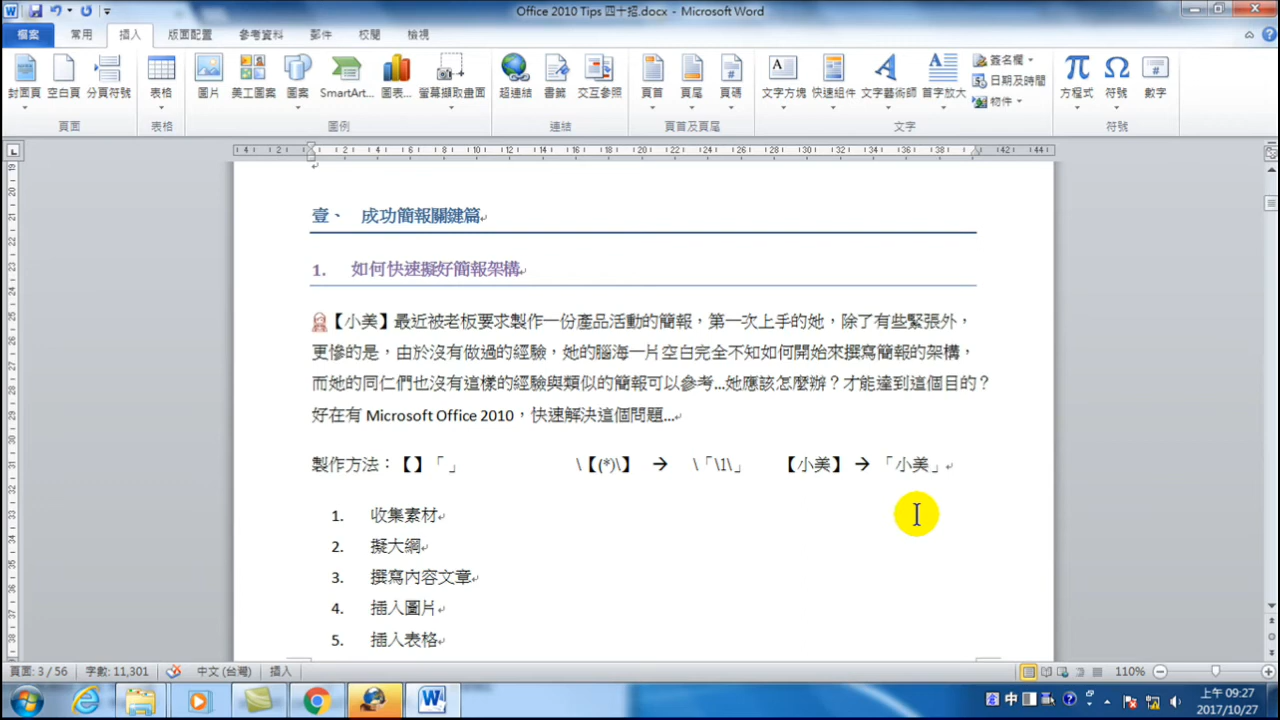 Office 2010 Tips 四十招.docx - Microsoft Word
檔案 常用 插入 版面配置 參考資料 郵件 校閱 檢視
封面頁 空白頁 分頁符號 表格 圖片 美工圖案 圖案 SmartArt... 圖表... 螢幕擷取畫面 超連結 書籤 交互參照 頁首 頁尾 頁碼 文字方塊 快速組件 文字藝術師 首字放大 簽名欄 日期及時間 物件 方程式 符號 數字
頁面 表格 圖例 連結 頁首及頁尾 文字 符號
壹、 成功簡報關鍵篇
1. 如何快速擬好簡報架構
【小美】最近被老板要求製作一份產品活動的簡報，第一次上手的她，除了有些緊張外，
更慘的是，由於沒有做過的經驗，她的腦海一片空白完全不知如何開始來撰寫簡報的架構，
而她的同仁們也沒有這樣的經驗與類似的簡報可以參考...她應該怎麼辦？才能達到這個目的？
好在有 Microsoft Office 2010，快速解決這個問題...
製作方法：【】「」 \【(*)\】 → \「\1\」 【小美】 → 「小美」
1. 收集素材
2. 擬大綱
3. 撰寫內容文章
4. 插入圖片
5. 插入表格
頁面: 3 / 56 字數: 11,301 中文 (台灣) 插入 110%
中 上午 09:27
2017/10/27